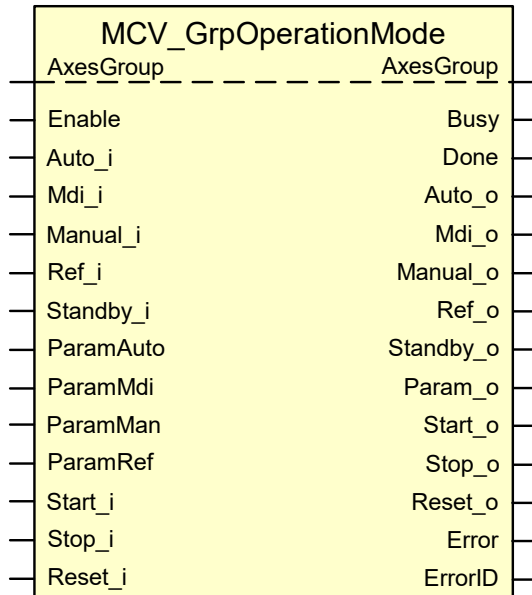 MCV_GrpOperationMode
AxesGroup AxesGroup
Enable Busy
Auto_i Done
Mdi_i Auto_o
Manual_i Mdi_o
Ref_i Manual_o
Standby_i Ref_o
ParamAuto Standby_o
ParamMdi Param_o
ParamMan Start_o
ParamRef Stop_o
Start_i Reset_o
Stop_i Error
Reset_i ErrorID